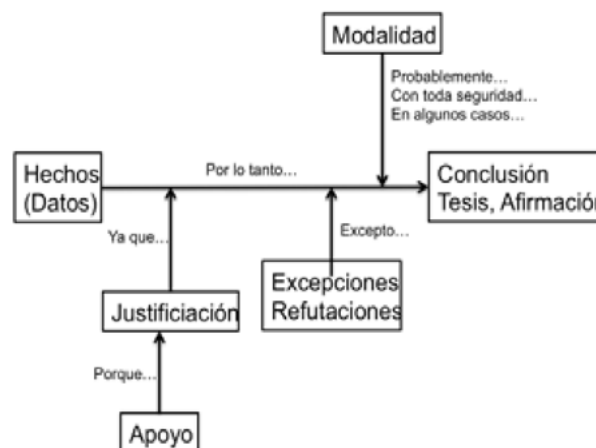 Modalidad
Probablemente...
Con toda seguridad...
En algunos casos...
Hechos
(Datos)
Por lo tanto...
Conclusión
Tesis, Afirmación
Ya que...
Excepto...
Justificiación
Excepciones
Refutaciones
Porque...
Apoyo